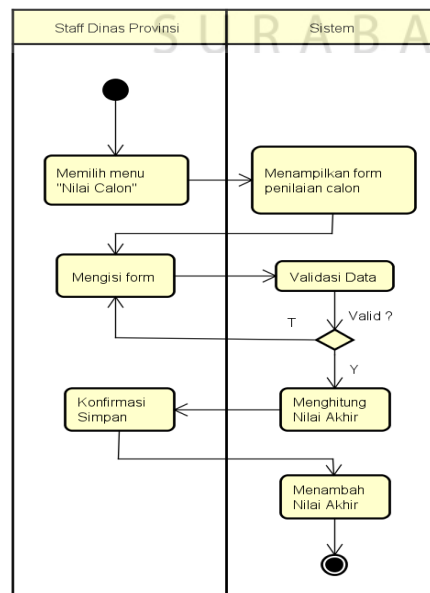 Staff Dinas Provinsi
Sistem
S U R A B A
Memilih menu
"Nilai Calon"
Menampilkan form
penilaian calon
Mengisi form
Validasi Data
T
Valid ?
Y
Konfirmasi
Simpan
Menghitung
Nilai Akhir
Menambah
Nilai Akhir